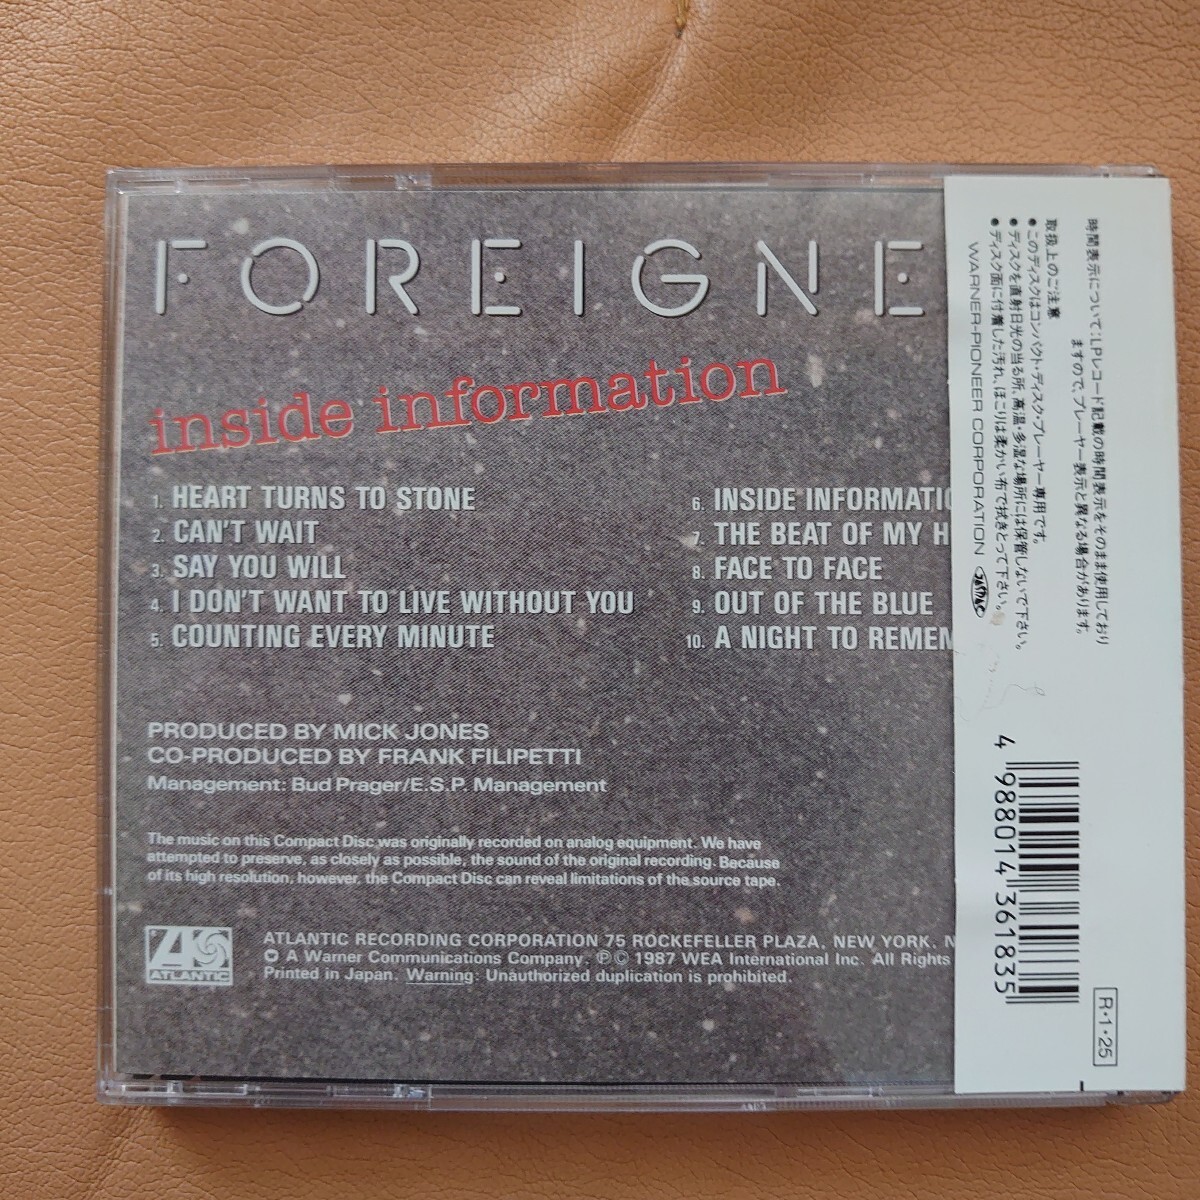 FOREIGNE
inside information
1. HEART TURNS TO STONE
2. CAN'T WAIT
3. SAY YOU WILL
4. I DON'T WANT TO LIVE WITHOUT YOU
5. COUNTING EVERY MINUTE
6. INSIDE INFORMATIO
7. THE BEAT OF MY H
8. FACE TO FACE
9. OUT OF THE BLUE
10. A NIGHT TO REMEM
PRODUCED BY MICK JONES
CO-PRODUCED BY FRANK FILIPETTI
Management: Bud Prager/E.S.P. Management
The music on this Compact Disc was originally recorded on analog equipment. We have
attempted to preserve, as closely as possible, the sound of the original recording. Because
of its high resolution, however, the Compact Disc can reveal limitations of the source tape.
ATLANTIC
ATLANTIC RECORDING CORPORATION 75 ROCKEFELLER PLAZA, NEW YORK, N
A Warner Communications Company. ℗© 1987 WEA International Inc. All Rights
Printed in Japan. Warning: Unauthorized duplication is prohibited.
時間表示について:LPレコード記載の時間表示をそのまま使用しており
ますので、プレーヤー表示と異なる場合があります。
取扱上のご注意
●このディスクはコンパクト・ディスク・プレーヤー専用です。
●ディスクを直射日光の当る所、高温・多湿な場所には保管しないで下さい。
●ディスク面に付着した汚れ、ほこりは柔かい布で拭きとって下さい。
WARNER-PIONEER CORPORATION JASRAC
4 988014 361835
R・1・25